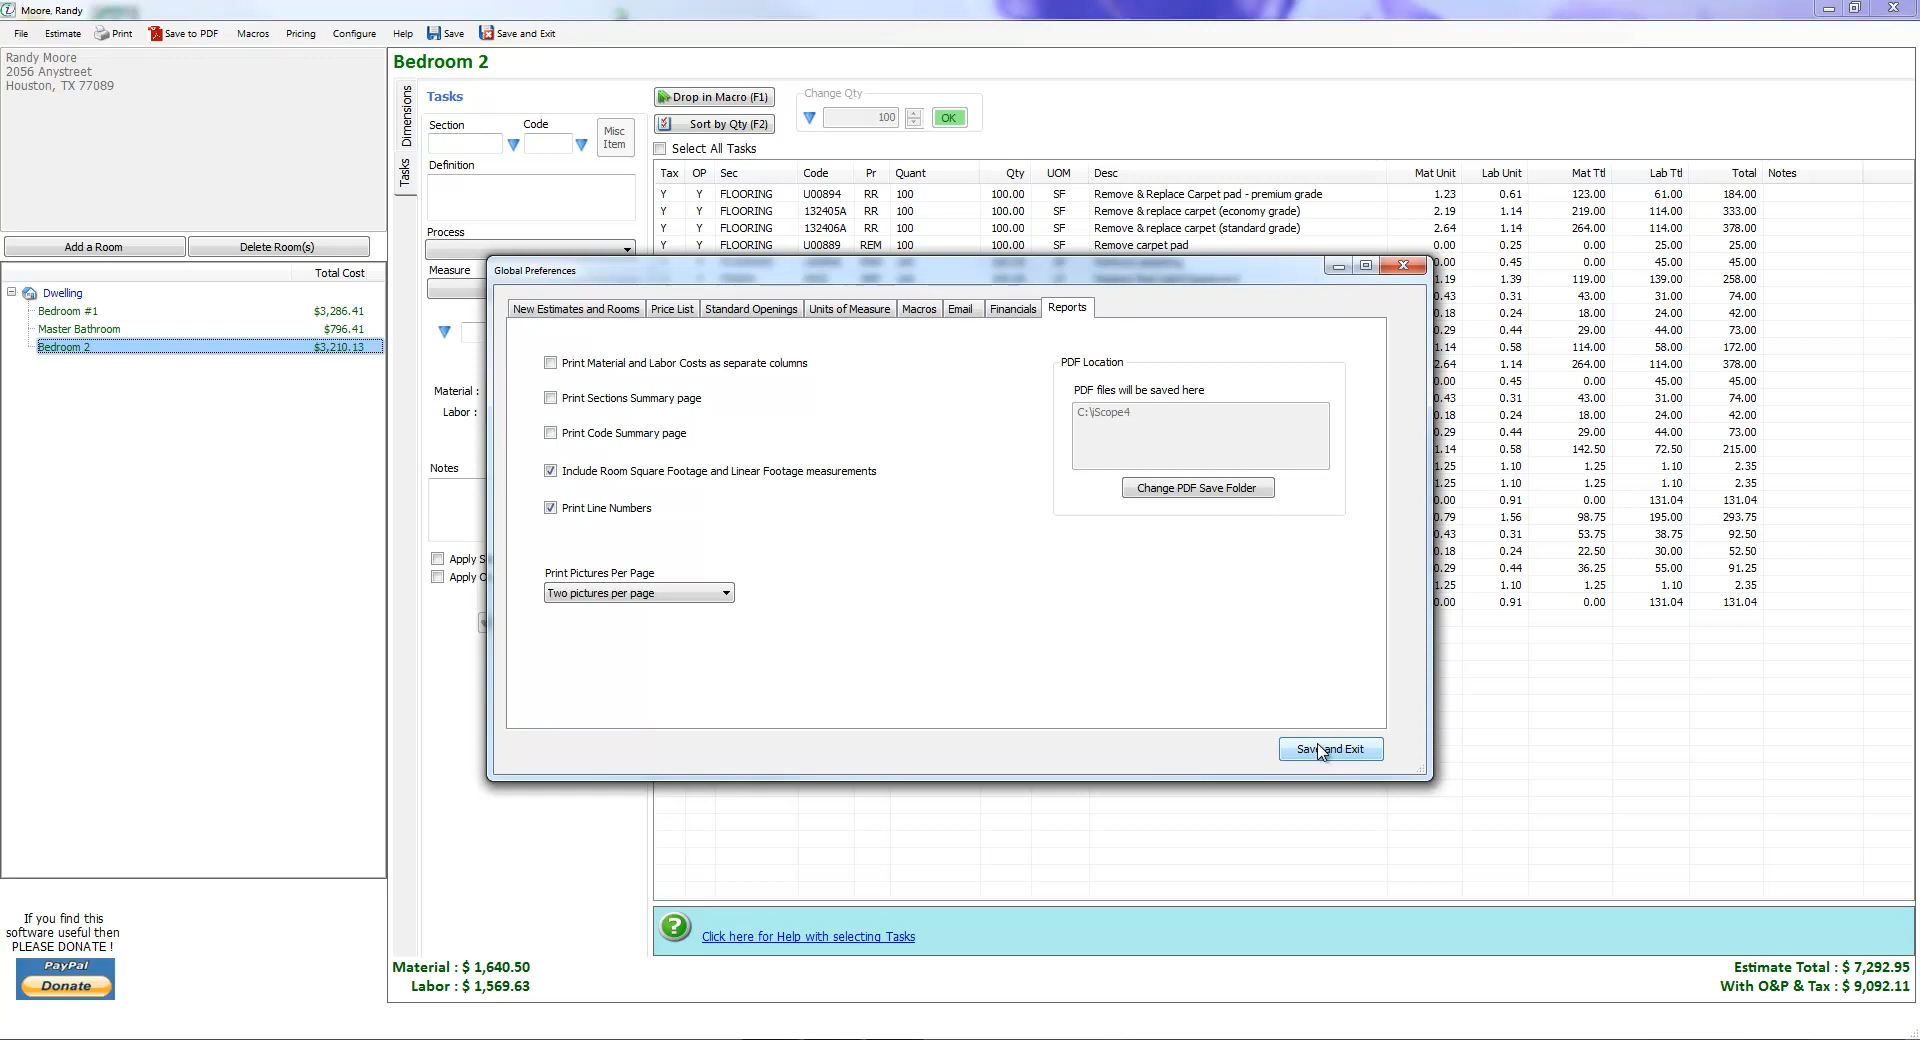 Moore, Randy
File Estimate Print Save to PDF Macros Pricing Configure Help Save Save and Exit
Randy Moore
2056 Anystreet
Houston, TX 77089
Add a Room Delete Room(s)
Total Cost
Dwelling
Bedroom #1 $3,286.41
Master Bathroom $796.41
Bedroom 2 $3,210.13
If you find this
software useful then
PLEASE DONATE !
PayPal
Donate
Bedroom 2
Dimensions
Tasks
Tasks
Section Code
Misc
Item
Definition
Process
Measure
Material :
Labor :
Notes
Apply S
Apply
Drop in Macro (F1)
Sort by Qty (F2)
Change Qty
100 OK
Select All Tasks
Tax OP Sec Code Pr Quant Qty UOM Desc Mat Unit Lab Unit Mat Ttl Lab Ttl Total Notes
Y Y FLOORING U00894 RR 100 100.00 SF Remove & Replace Carpet pad - premium grade 1.23 0.61 123.00 61.00 184.00
Y Y FLOORING 132405A RR 100 100.00 SF Remove & replace carpet (economy grade) 2.19 1.14 219.00 114.00 333.00
Y Y FLOORING 132406A RR 100 100.00 SF Remove & replace carpet (standard grade) 2.64 1.14 264.00 114.00 378.00
Y Y FLOORING U00889 REM 100 100.00 SF Remove carpet pad 0.00 0.25 0.00 25.00 25.00
0.00 0.45 0.00 45.00 45.00
1.19 1.39 119.00 139.00 258.00
0.43 0.31 43.00 31.00 74.00
0.18 0.24 18.00 24.00 42.00
0.29 0.44 29.00 44.00 73.00
1.14 0.58 114.00 58.00 172.00
2.64 1.14 264.00 114.00 378.00
0.00 0.45 0.00 45.00 45.00
0.43 0.31 43.00 31.00 74.00
0.18 0.24 18.00 24.00 42.00
0.29 0.44 29.00 44.00 73.00
1.14 0.58 142.50 72.50 215.00
1.25 1.10 1.25 1.10 2.35
1.25 1.10 1.25 1.10 2.35
0.00 0.91 0.00 131.04 131.04
0.79 1.56 98.75 195.00 293.75
0.43 0.31 53.75 38.75 92.50
0.18 0.24 22.50 30.00 52.50
0.29 0.44 36.25 55.00 91.25
1.25 1.10 1.25 1.10 2.35
0.00 0.91 0.00 131.04 131.04
Global Preferences
New Estimates and Rooms Price List Standard Openings Units of Measure Macros Email Financials Reports
Print Material and Labor Costs as separate columns
Print Sections Summary page
Print Code Summary page
Include Room Square Footage and Linear Footage measurements
Print Line Numbers
Print Pictures Per Page
Two pictures per page
PDF Location
PDF files will be saved here
C:\iScope4
Change PDF Save Folder
Save and Exit
Click here for Help with selecting Tasks
Material : $ 1,640.50
Labor : $ 1,569.63
Estimate Total : $ 7,292.95
With O&P & Tax : $ 9,092.11